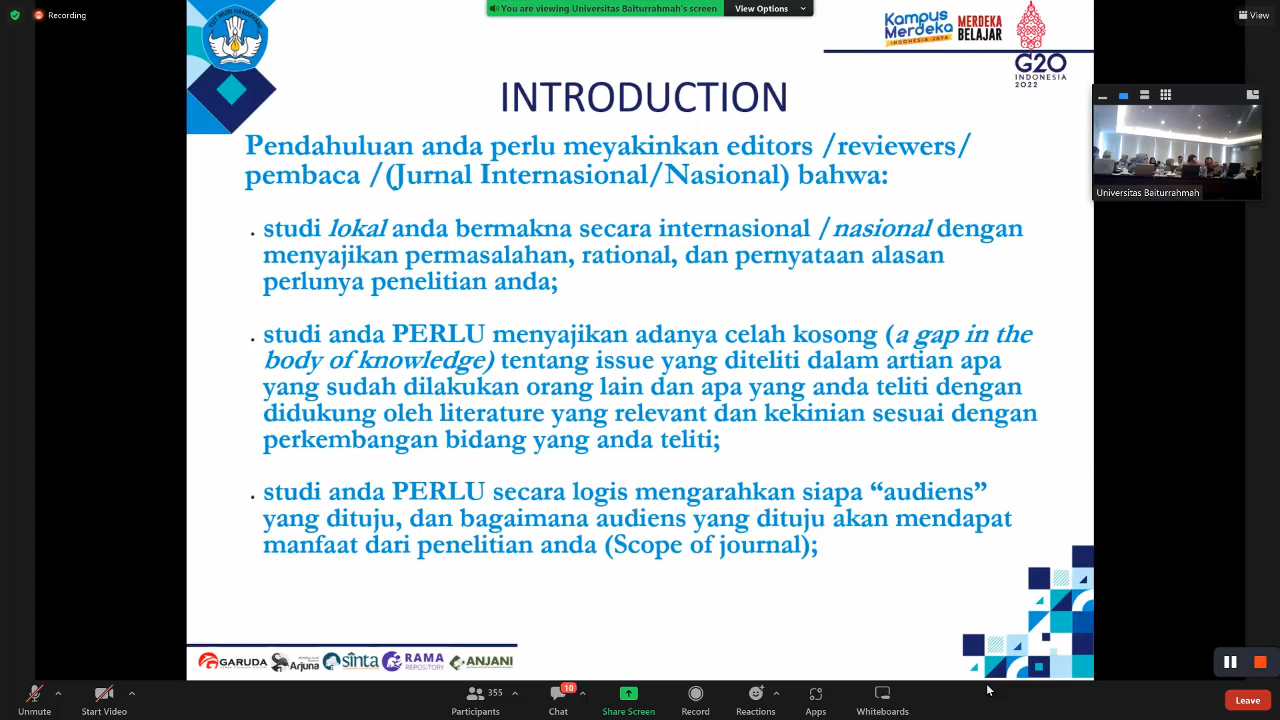 Recording
You are viewing Universitas Baiturrahmah's screen
View Options
View
TUT WURI HANDAYANI
Kampus
Merdeka
INDONESIA JAYA
MERDEKA
BELAJAR
G20
INDONESIA
2022
INTRODUCTION
Pendahuluan anda perlu meyakinkan editors /reviewers/
pembaca /(Jurnal Internasional/Nasional) bahwa:
. studi lokal anda bermakna secara internasional /nasional dengan
menyajikan permasalahan, rational, dan pernyataan alasan
perlunya penelitian anda;
. studi anda PERLU menyajikan adanya celah kosong (a gap in the
body of knowledge) tentang issue yang diteliti dalam artian apa
yang sudah dilakukan orang lain dan apa yang anda teliti dengan
didukung oleh literature yang relevant dan kekinian sesuai dengan
perkembangan bidang yang anda teliti;
. studi anda PERLU secara logis mengarahkan siapa “audiens”
yang dituju, dan bagaimana audiens yang dituju akan mendapat
manfaat dari penelitian anda (Scope of journal);
Universitas Baiturrahmah
GARUDA
Arjuna
sinta
RAMA
REPOSITORY
ANJANI
Unmute
Start Video
355
Participants
10
Chat
Share Screen
Record
Reactions
Apps
Whiteboards
Leave